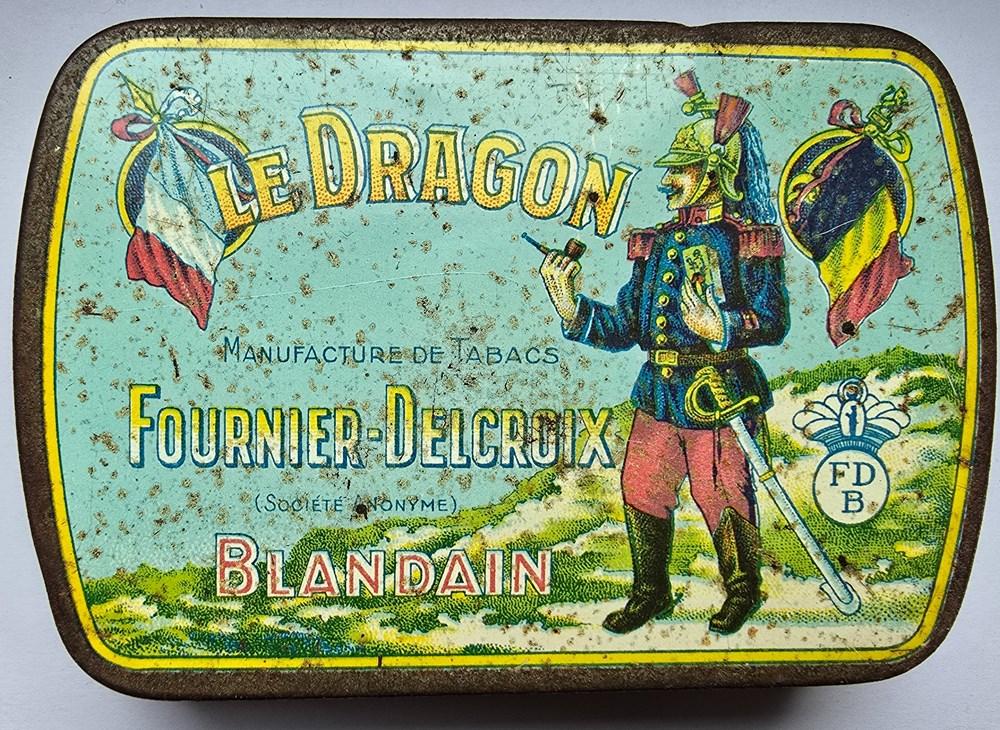 LE DRAGON
MANUFACTURE DE TABACS
FOURNIER-DELCROIX
(SOCIÉTÉ ANONYME)
BLANDAIN
FD
B